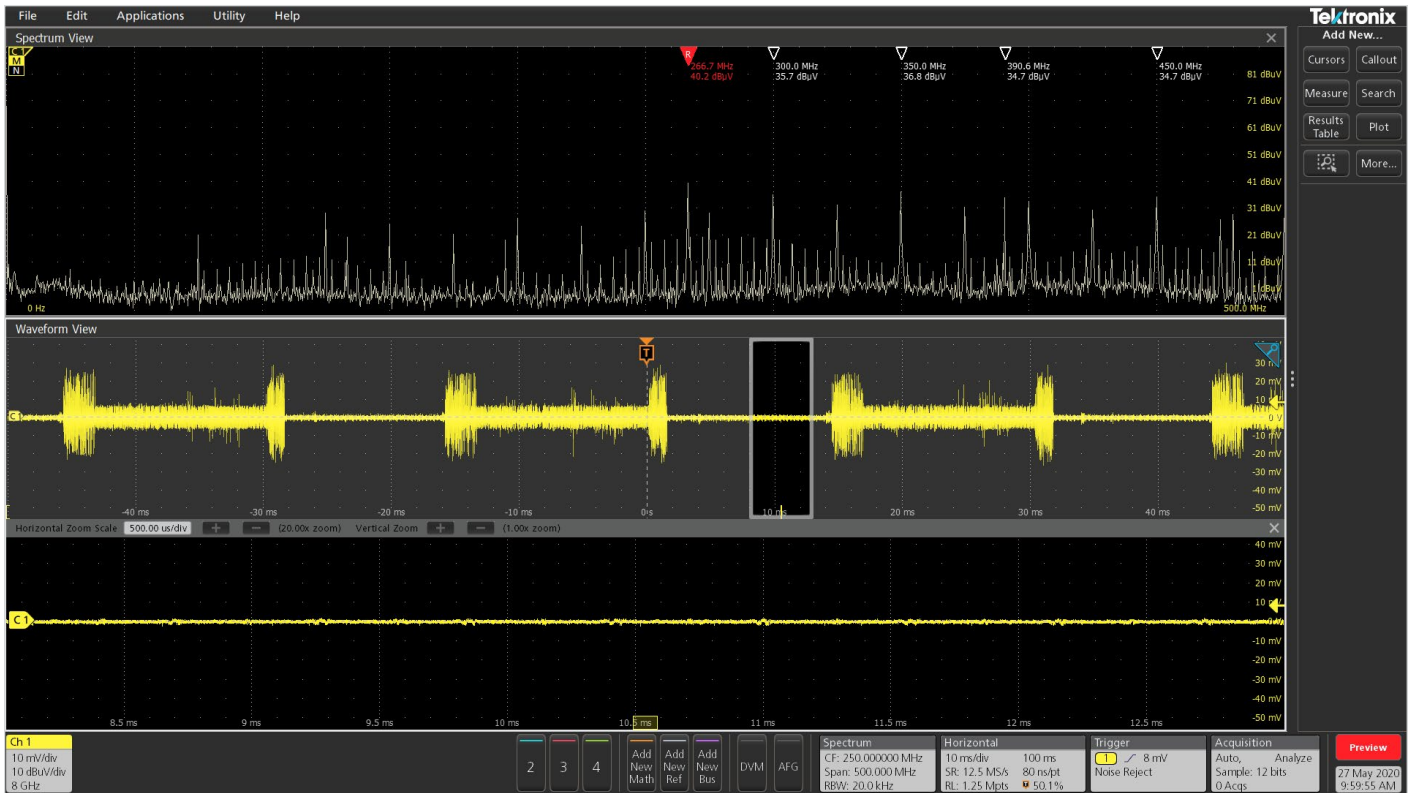 File Edit Applications Utility Help
Tektronix
Spectrum View
Add New...
C1
M
N
R
266.7 MHz
40.2 dBµV
300.0 MHz
35.7 dBµV
350.0 MHz
36.8 dBµV
390.6 MHz
34.7 dBµV
450.0 MHz
34.7 dBµV
81 dBuV
71 dBuV
61 dBuV
51 dBuV
41 dBuV
31 dBuV
21 dBuV
11 dBuV
1 dBuV
0 Hz
500.0 MHz
Cursors Callout
Measure Search
Results
Table
Plot
More...
Waveform View
T
C1
30 mV
20 mV
10 mV
0 V
-10 mV
-20 mV
-30 mV
-40 mV
-50 mV
-40 ms -30 ms -20 ms -10 ms 0 s 10 ms 20 ms 30 ms 40 ms
Horizontal Zoom Scale 500.00 us/div + − (20.00x zoom) Vertical Zoom + − (1.00x zoom)
40 mV
30 mV
20 mV
10 mV
C1
-10 mV
-20 mV
-30 mV
-40 mV
-50 mV
8.5 ms 9 ms 9.5 ms 10 ms 10.5 ms 11 ms 11.5 ms 12 ms 12.5 ms
Ch 1
10 mV/div
10 dBuV/div
8 GHz
2 3 4
Add
New
Math
Add
New
Ref
Add
New
Bus
DVM
AFG
Spectrum
CF: 250.000000 MHz
Span: 500.000 MHz
RBW: 20.0 kHz
Horizontal
10 ms/div 100 ms
SR: 12.5 MS/s 80 ns/pt
RL: 1.25 Mpts 50.1%
Trigger
1 8 mV
Noise Reject
Acquisition
Auto, Analyze
Sample: 12 bits
0 Acqs
Preview
27 May 2020
9:59:55 AM